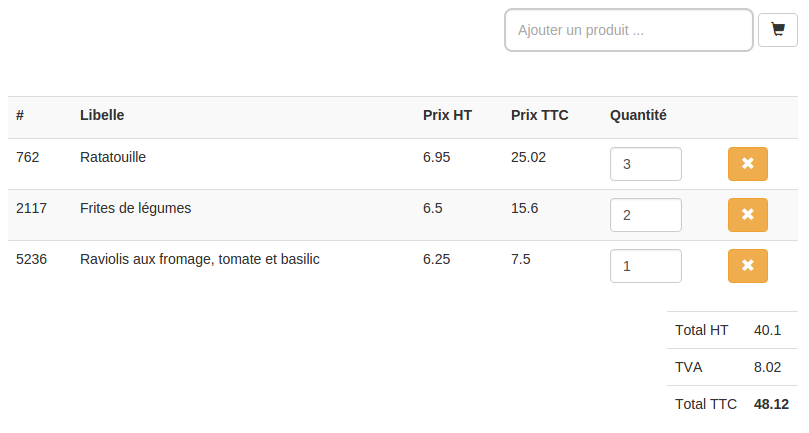 Ajouter un produit ...
# Libelle Prix HT Prix TTC Quantité
762 Ratatouille 6.95 25.02 3
2117 Frites de légumes 6.5 15.6 2
5236 Raviolis aux fromage, tomate et basilic 6.25 7.5 1
Total HT 40.1
TVA 8.02
Total TTC 48.12